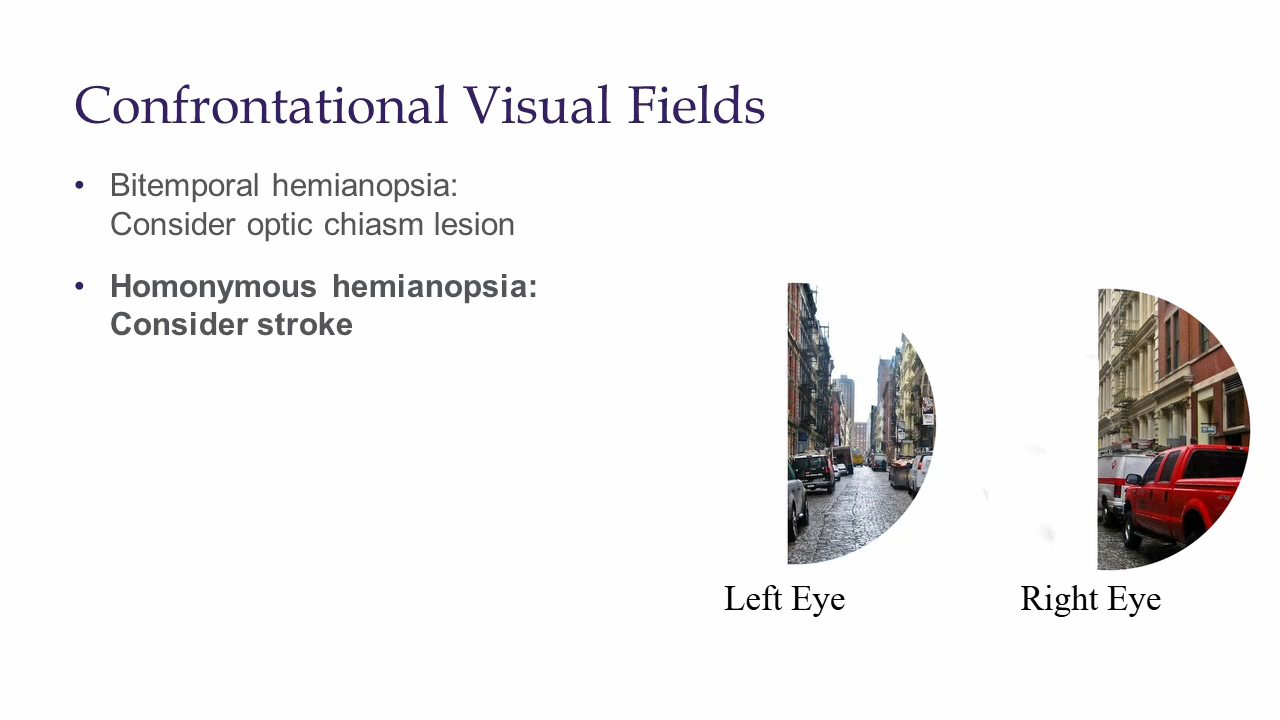 Confrontational Visual Fields
• Bitemporal hemianopsia:
Consider optic chiasm lesion
• Homonymous hemianopsia:
Consider stroke
Left Eye
Right Eye